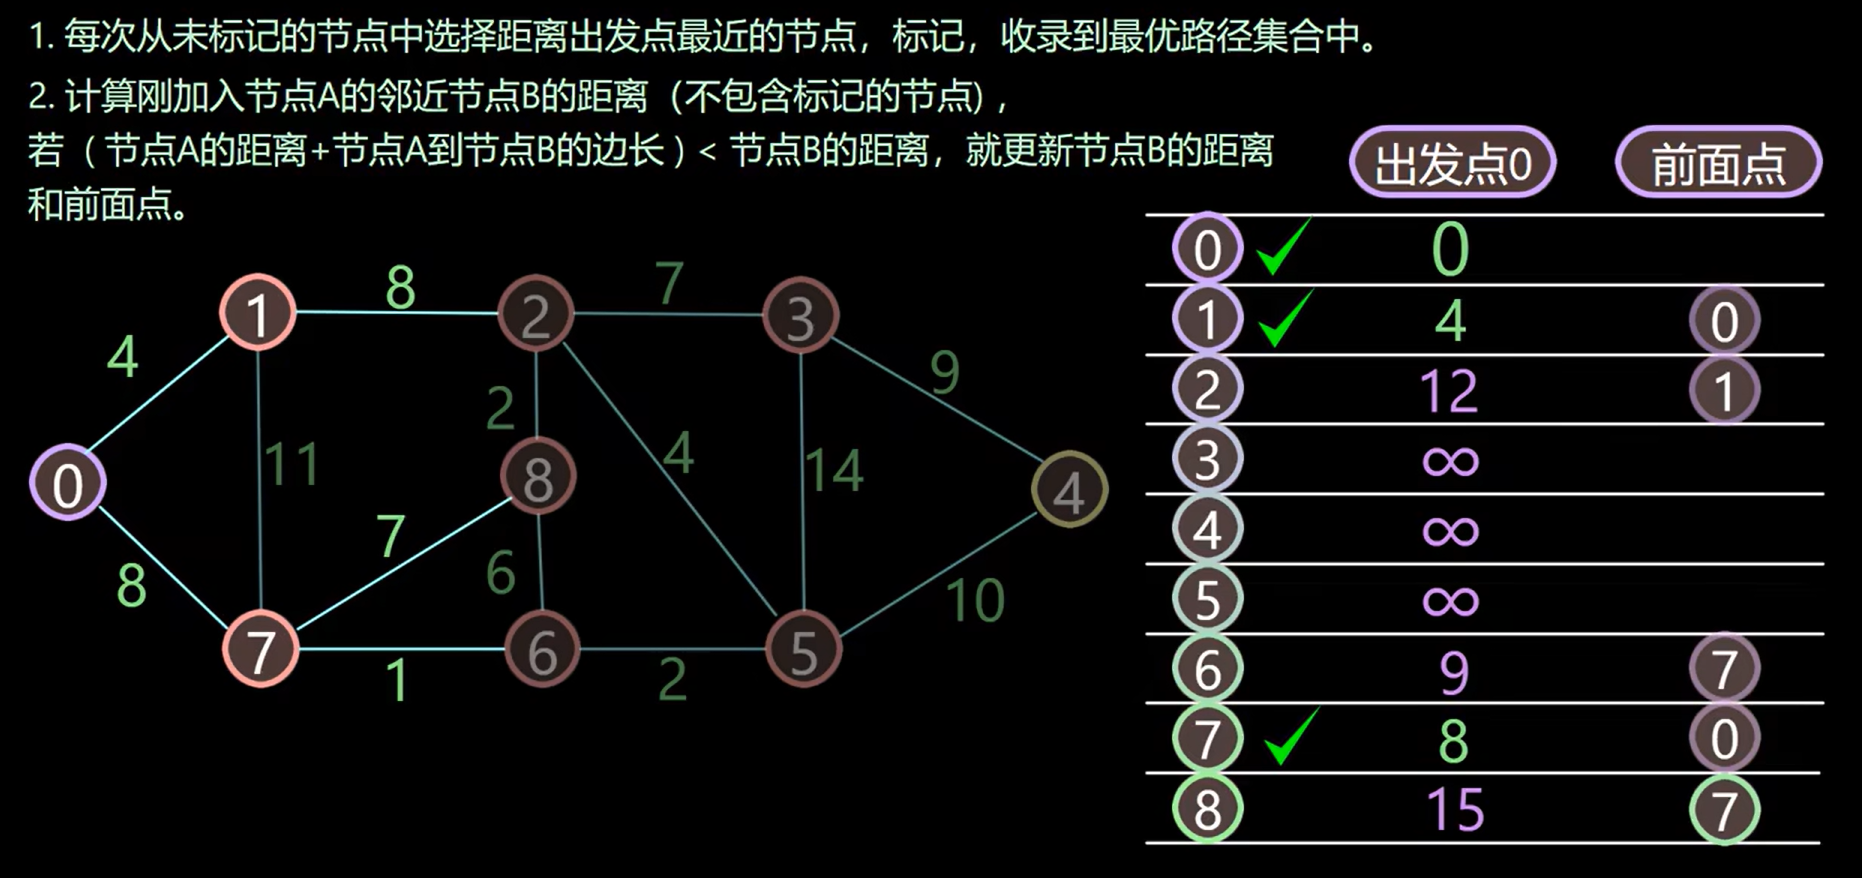 1. 每次从未标记的节点中选择距离出发点最近的节点，标记，收录到最优路径集合中。
2. 计算刚加入节点A的邻近节点B的距离（不包含标记的节点），
若（节点A的距离+节点A到节点B的边长）< 节点B的距离，就更新节点B的距离
和前面点。
出发点0 前面点
0 0
1 4 0
2 12 1
3 ∞
4 ∞
5 ∞
6 9 7
7 8 0
8 15 7
1 8 2 7 3
4
9
2
11 4 14
0 8 4
7
8 6 10
7 1 6 2 5